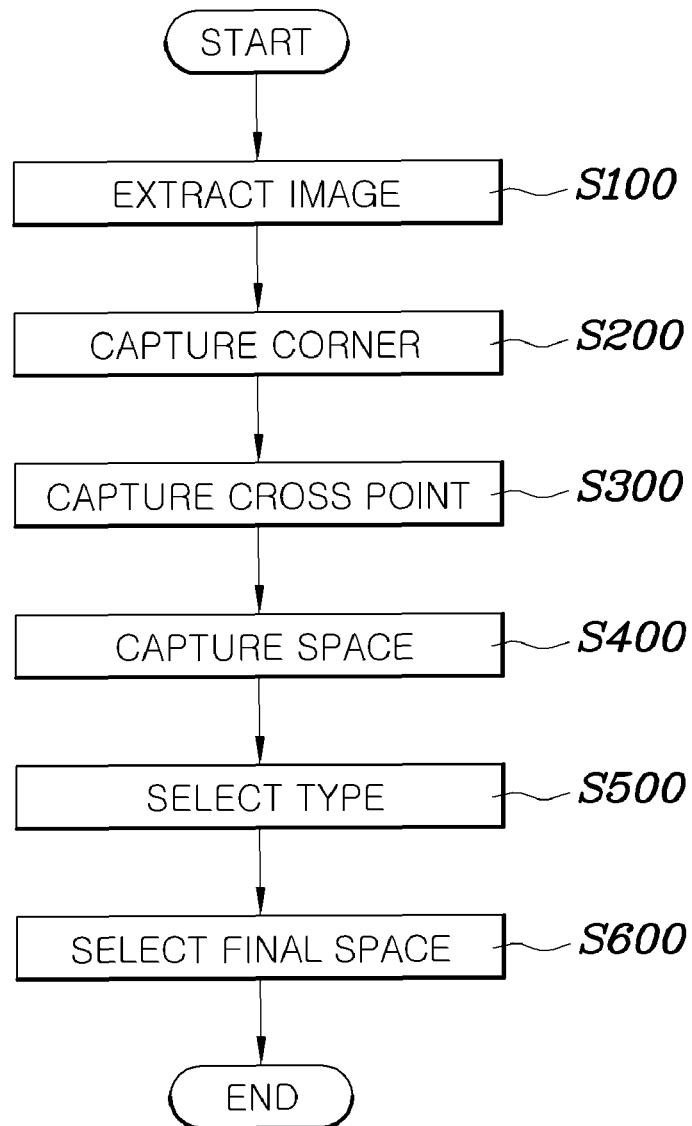 START
EXTRACT IMAGE
S100
CAPTURE CORNER
S200
CAPTURE CROSS POINT
S300
CAPTURE SPACE
S400
SELECT TYPE
S500
SELECT FINAL SPACE
S600
END